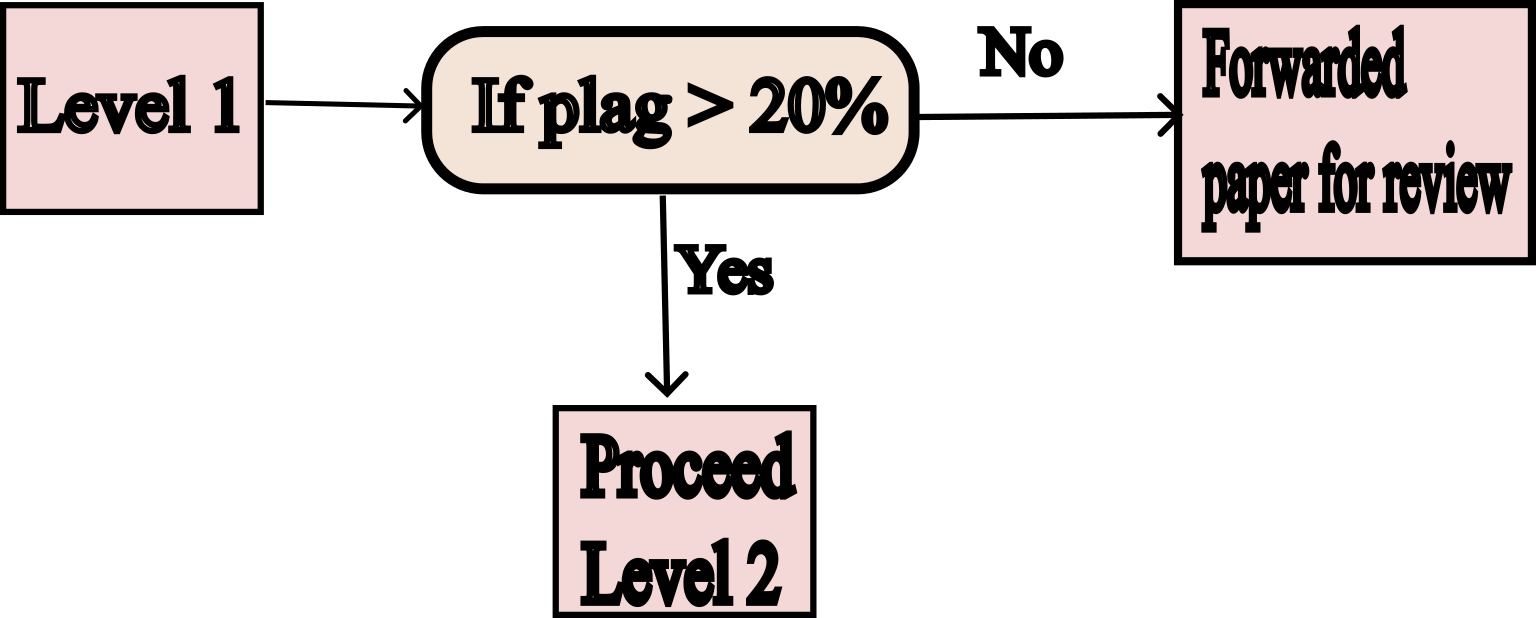 Level 1
If plag > 20%
No
Forwarded
paper for review
Yes
Proceed
Level 2